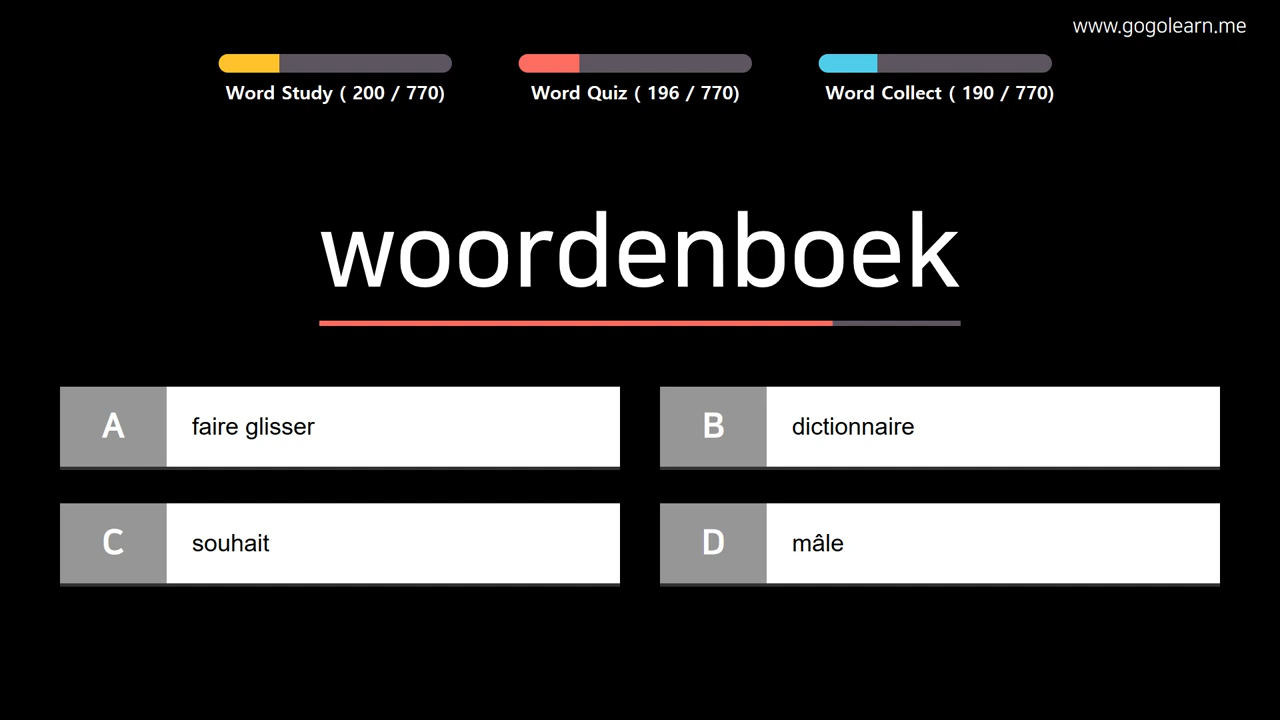 www.gogolearn.me
Word Study ( 200 / 770)
Word Quiz ( 196 / 770)
Word Collect ( 190 / 770)
woordenboek
A faire glisser
B dictionnaire
C souhait
D mâle